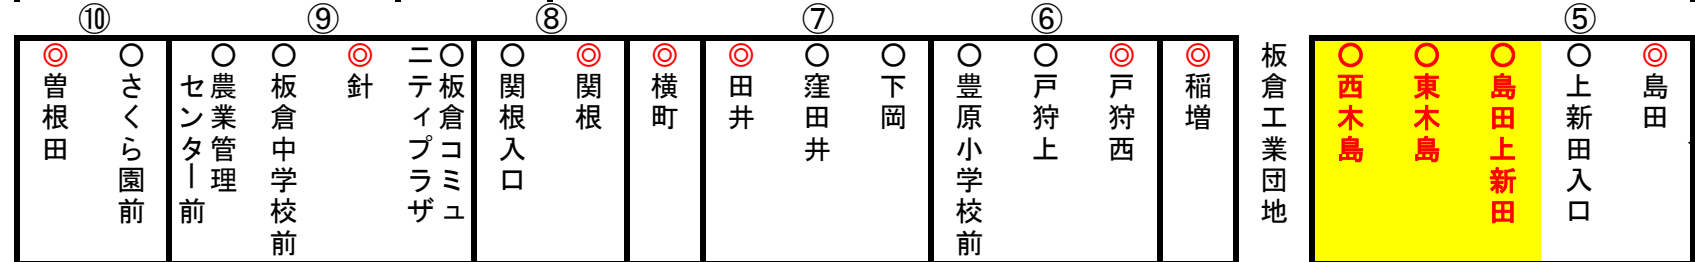 ⑩ ⑨ ⑧ ⑦ ⑥ ⑤
◎曽根田
○さくら園前
○農業管理
センター前
○板倉中学校前
◎針
○板倉コミュ
ニティプラザ
○関根入口
◎関根
◎横町
◎田井
○窪田井
○下岡
○豊原小学校前
○戸狩上
◎戸狩西
◎稲増
板倉工業団地
○西木島
○東木島
○島田上新田
○上新田入口
◎島田